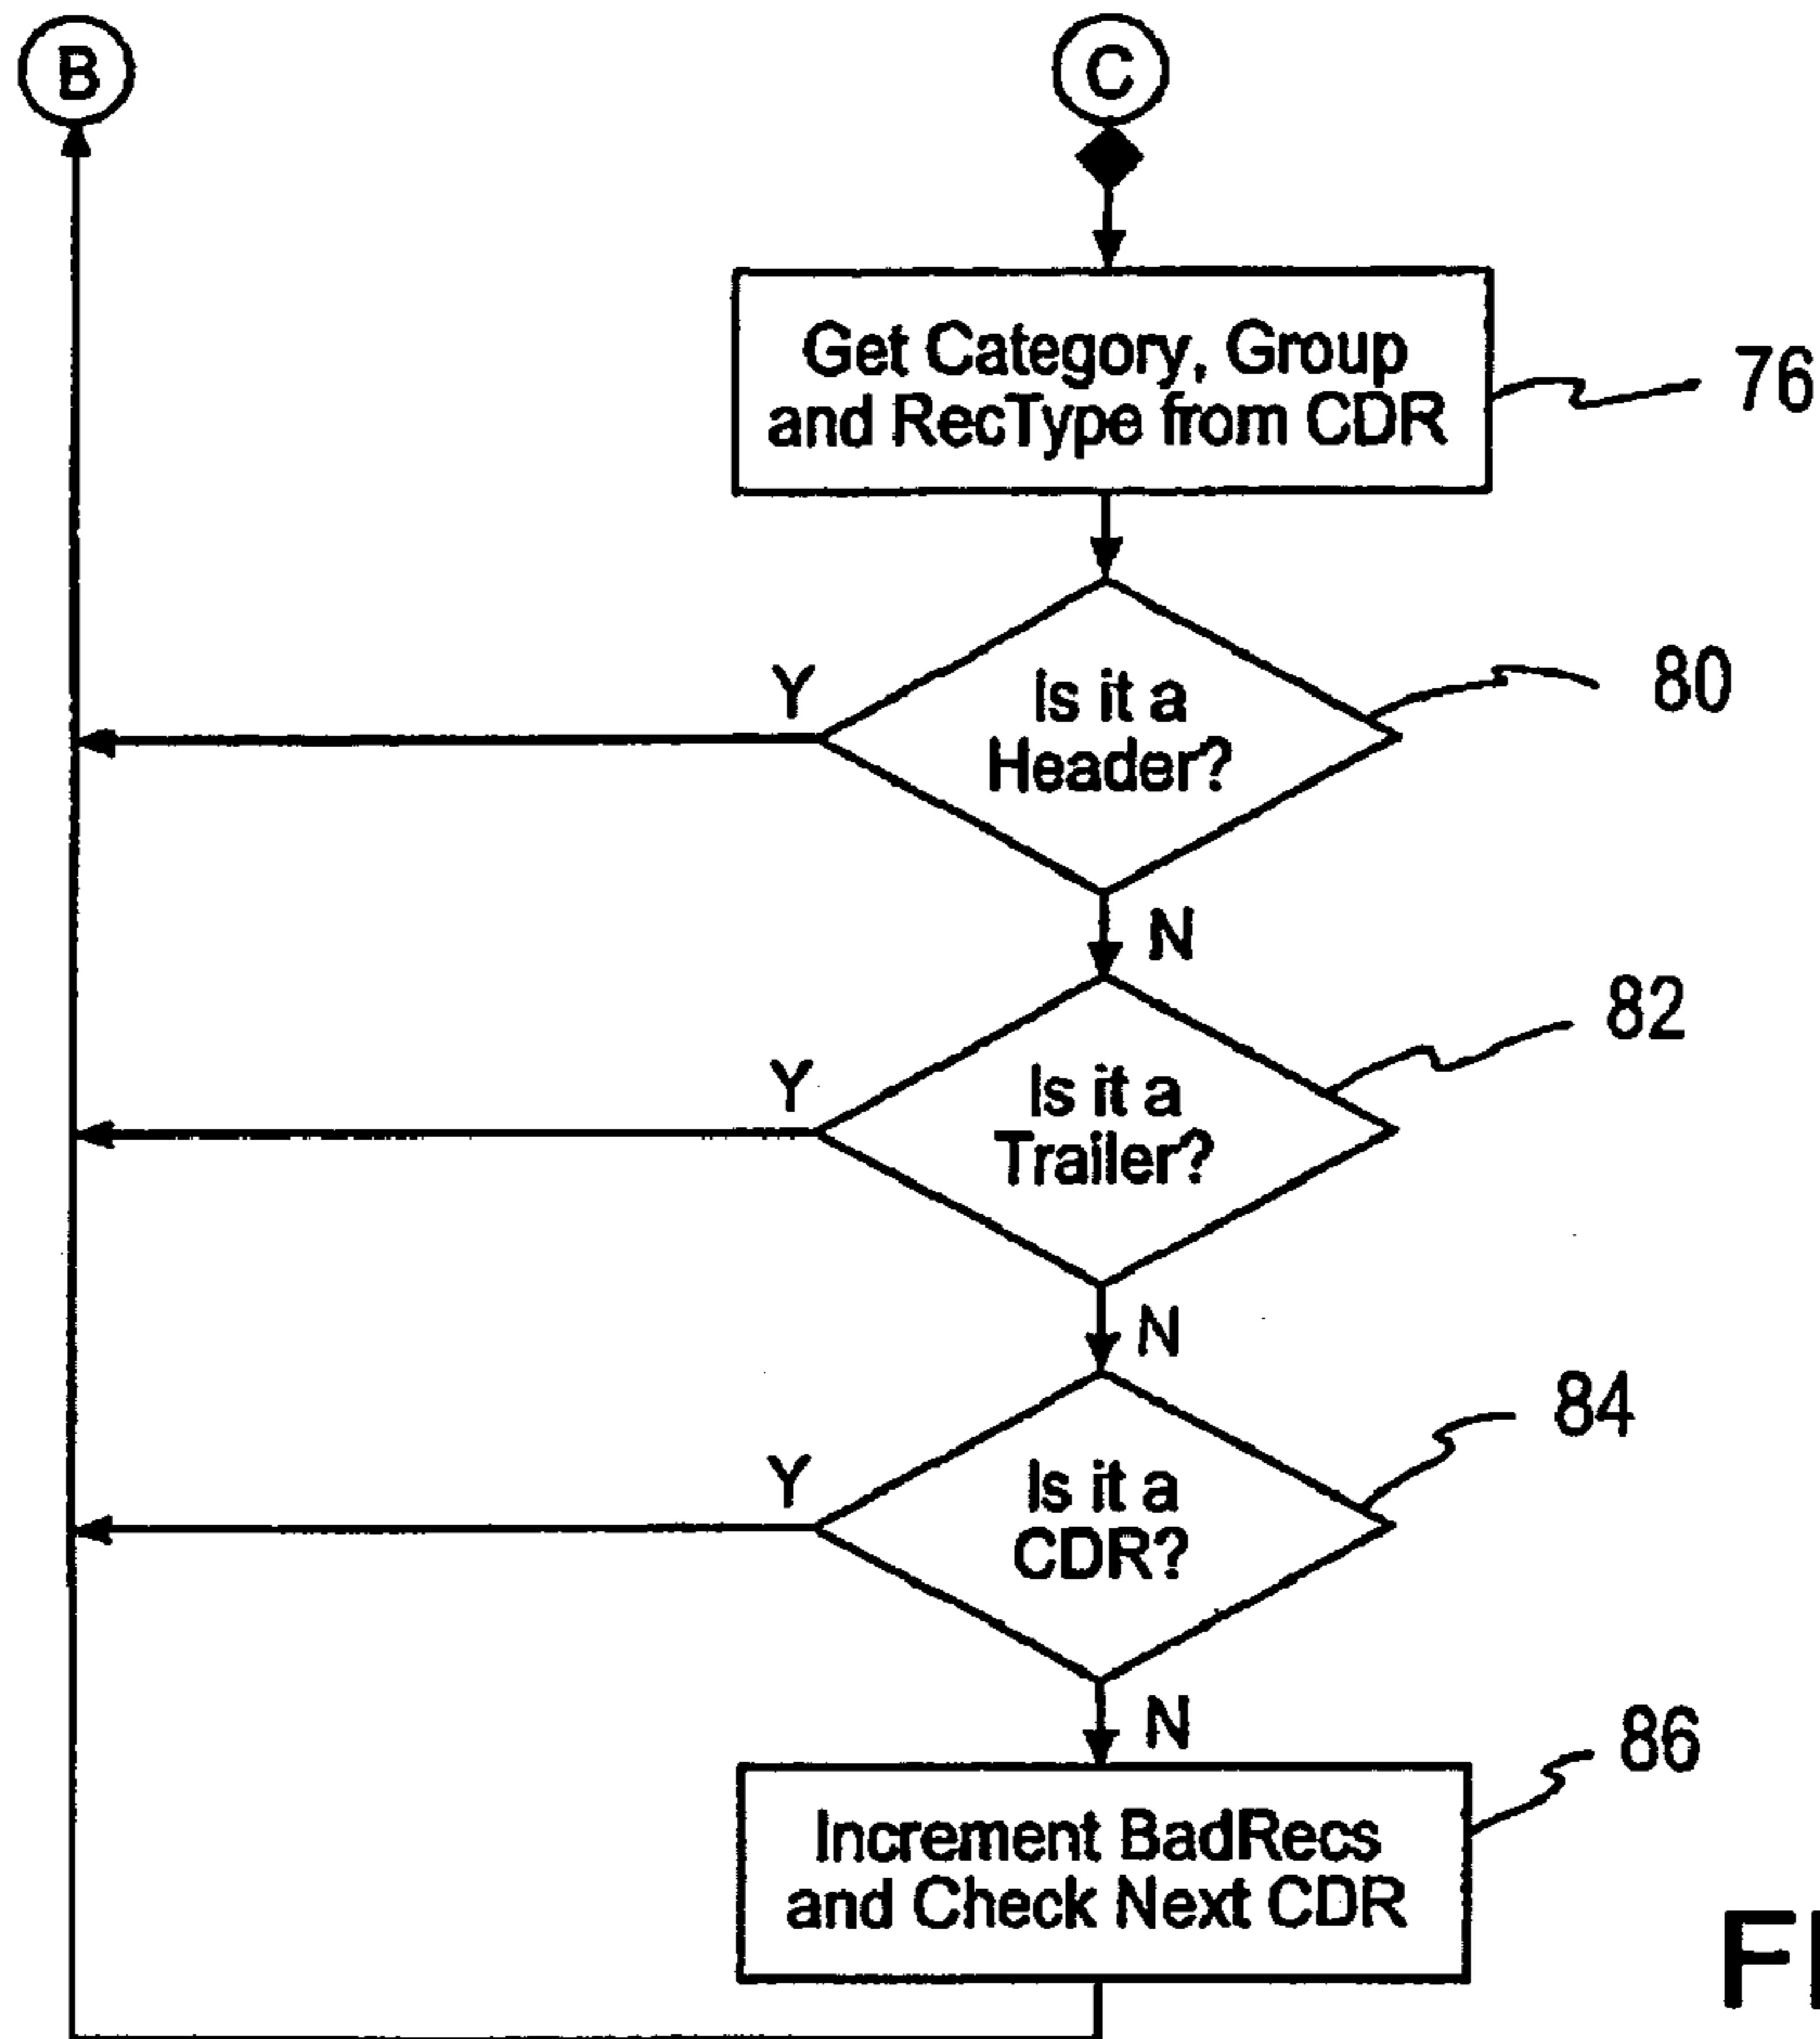 B
C
Get Category, Group
and RecType from CDR
76
Y
Is it a
Header?
80
N
Y
Is it a
Trailer?
82
N
Y
Is it a
CDR?
84
N
Increment BadRecs
and Check Next CDR
86